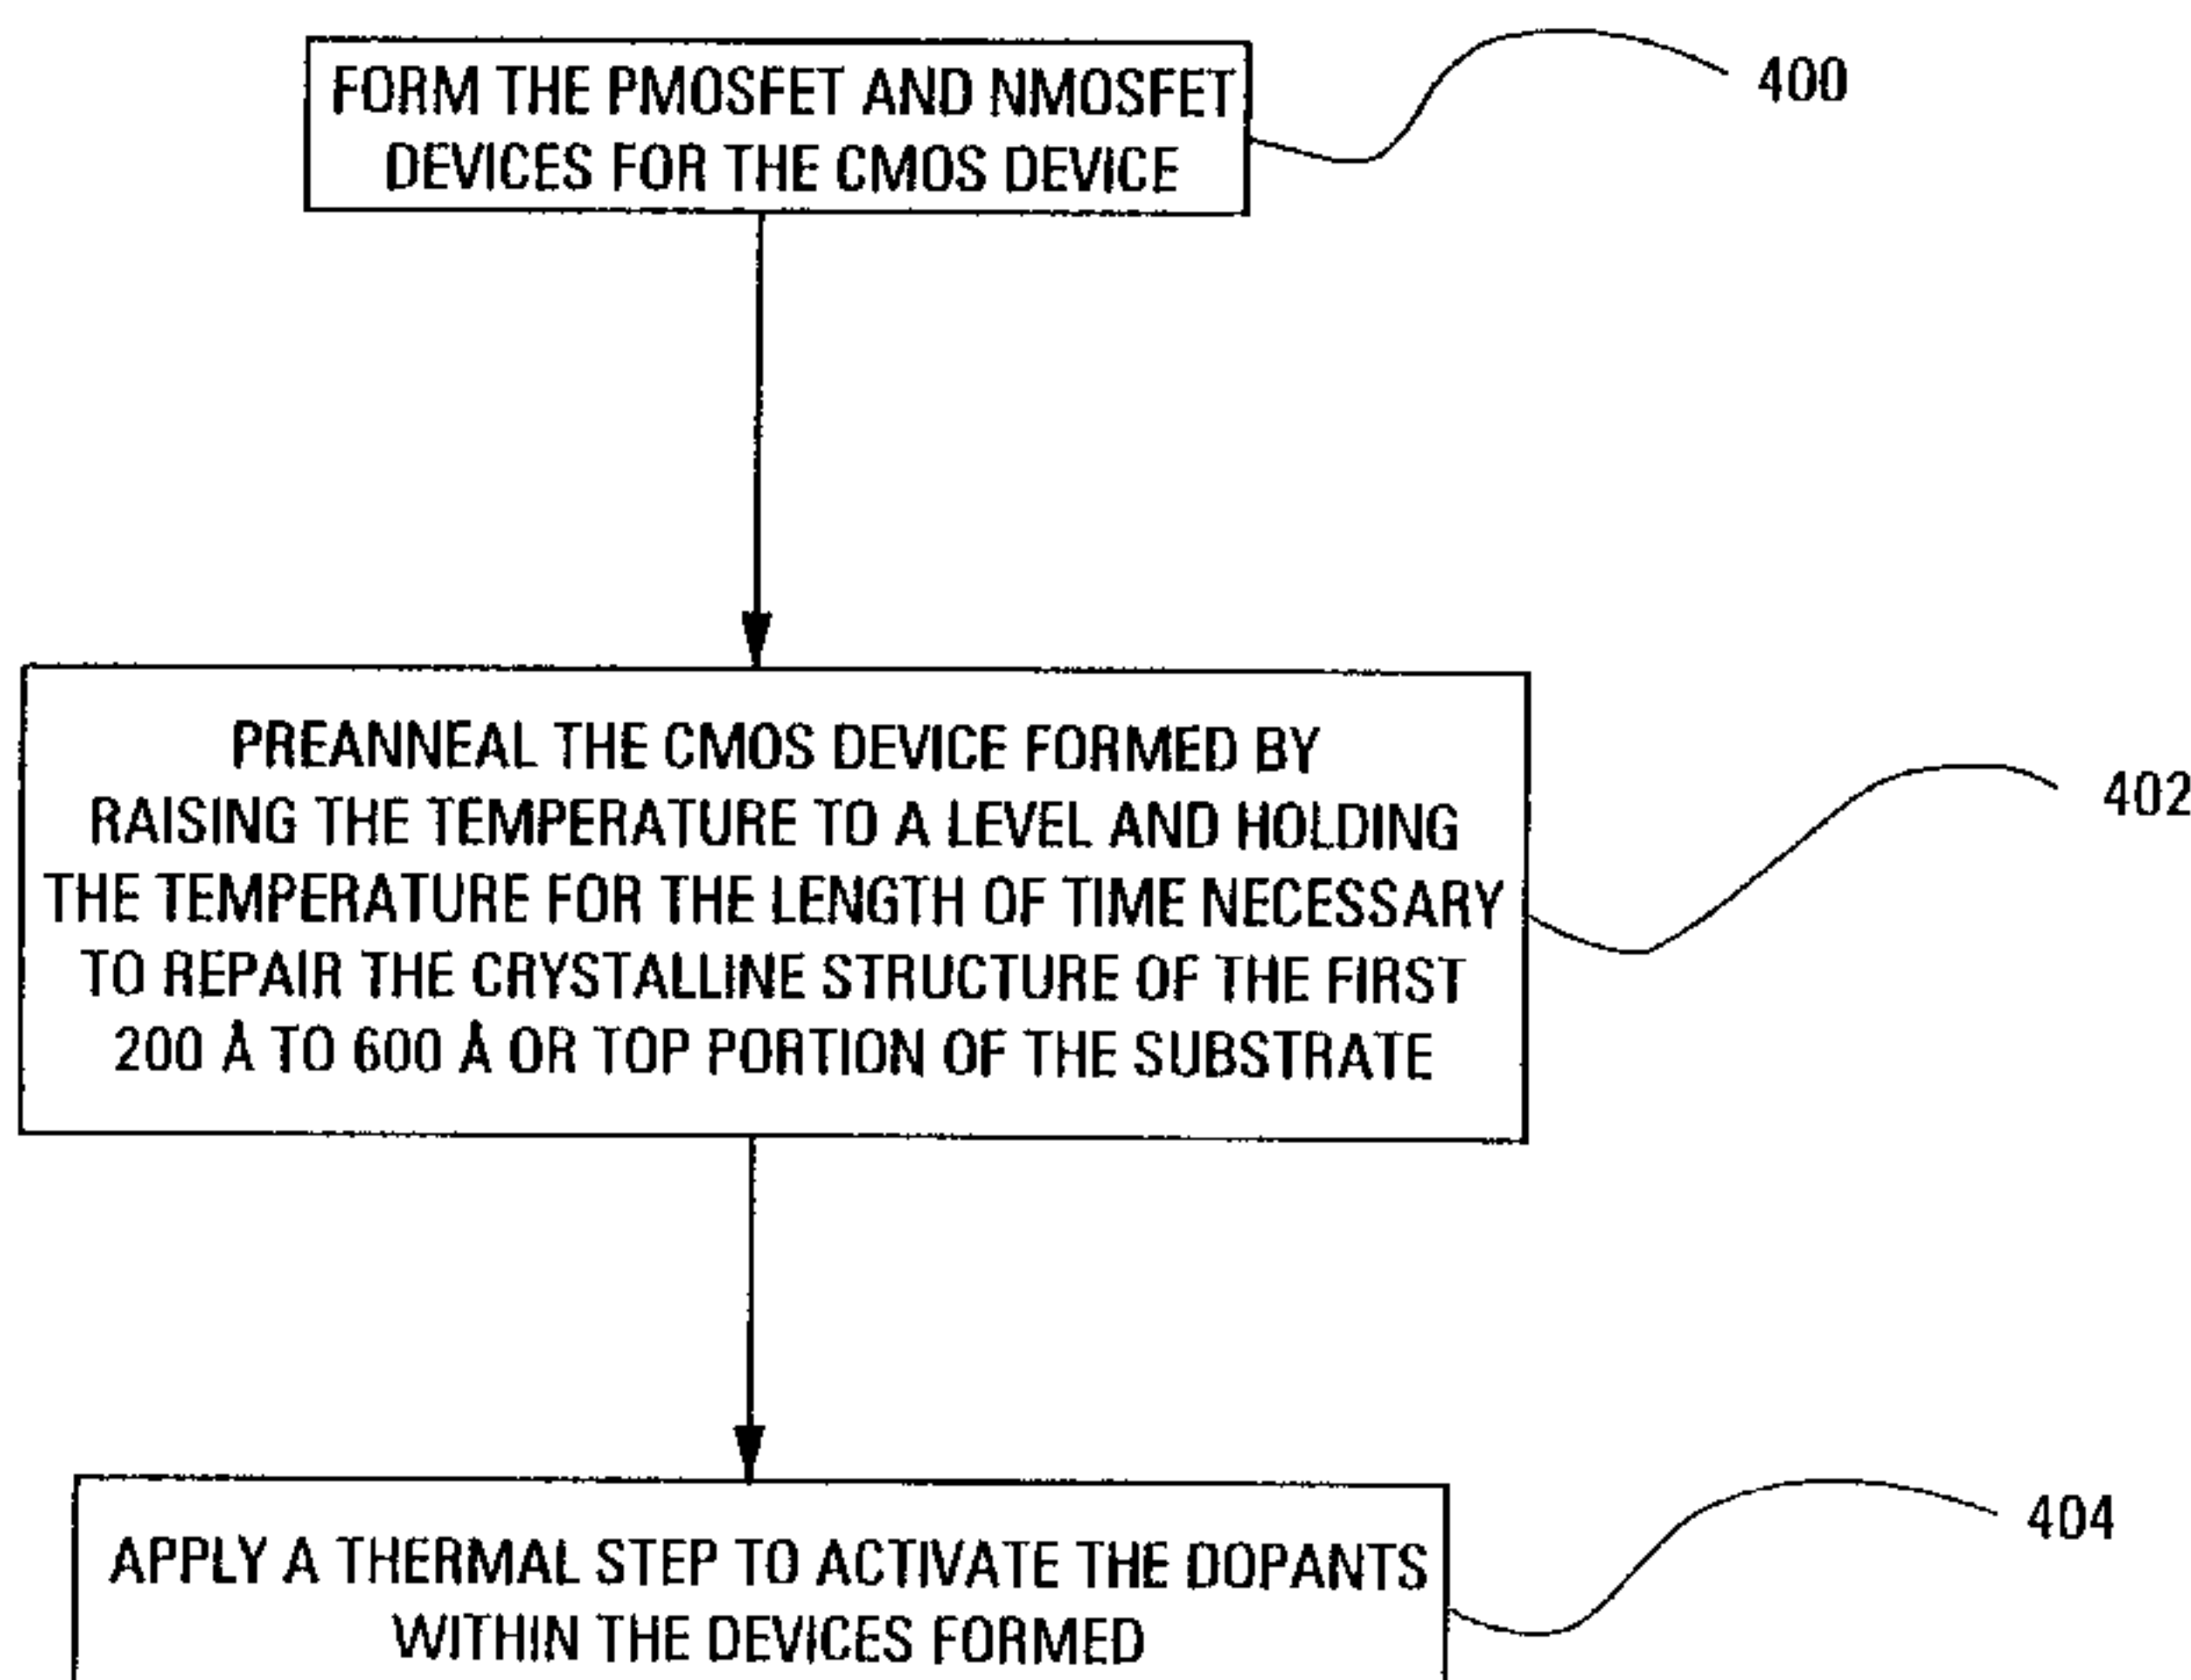 FORM THE PMOSFET AND NMOSFET
DEVICES FOR THE CMOS DEVICE
400
PREANNEAL THE CMOS DEVICE FORMED BY
RAISING THE TEMPERATURE TO A LEVEL AND HOLDING
THE TEMPERATURE FOR THE LENGTH OF TIME NECESSARY
TO REPAIR THE CRYSTALLINE STRUCTURE OF THE FIRST
200 Å TO 600 Å OR TOP PORTION OF THE SUBSTRATE
402
APPLY A THERMAL STEP TO ACTIVATE THE DOPANTS
WITHIN THE DEVICES FORMED
404